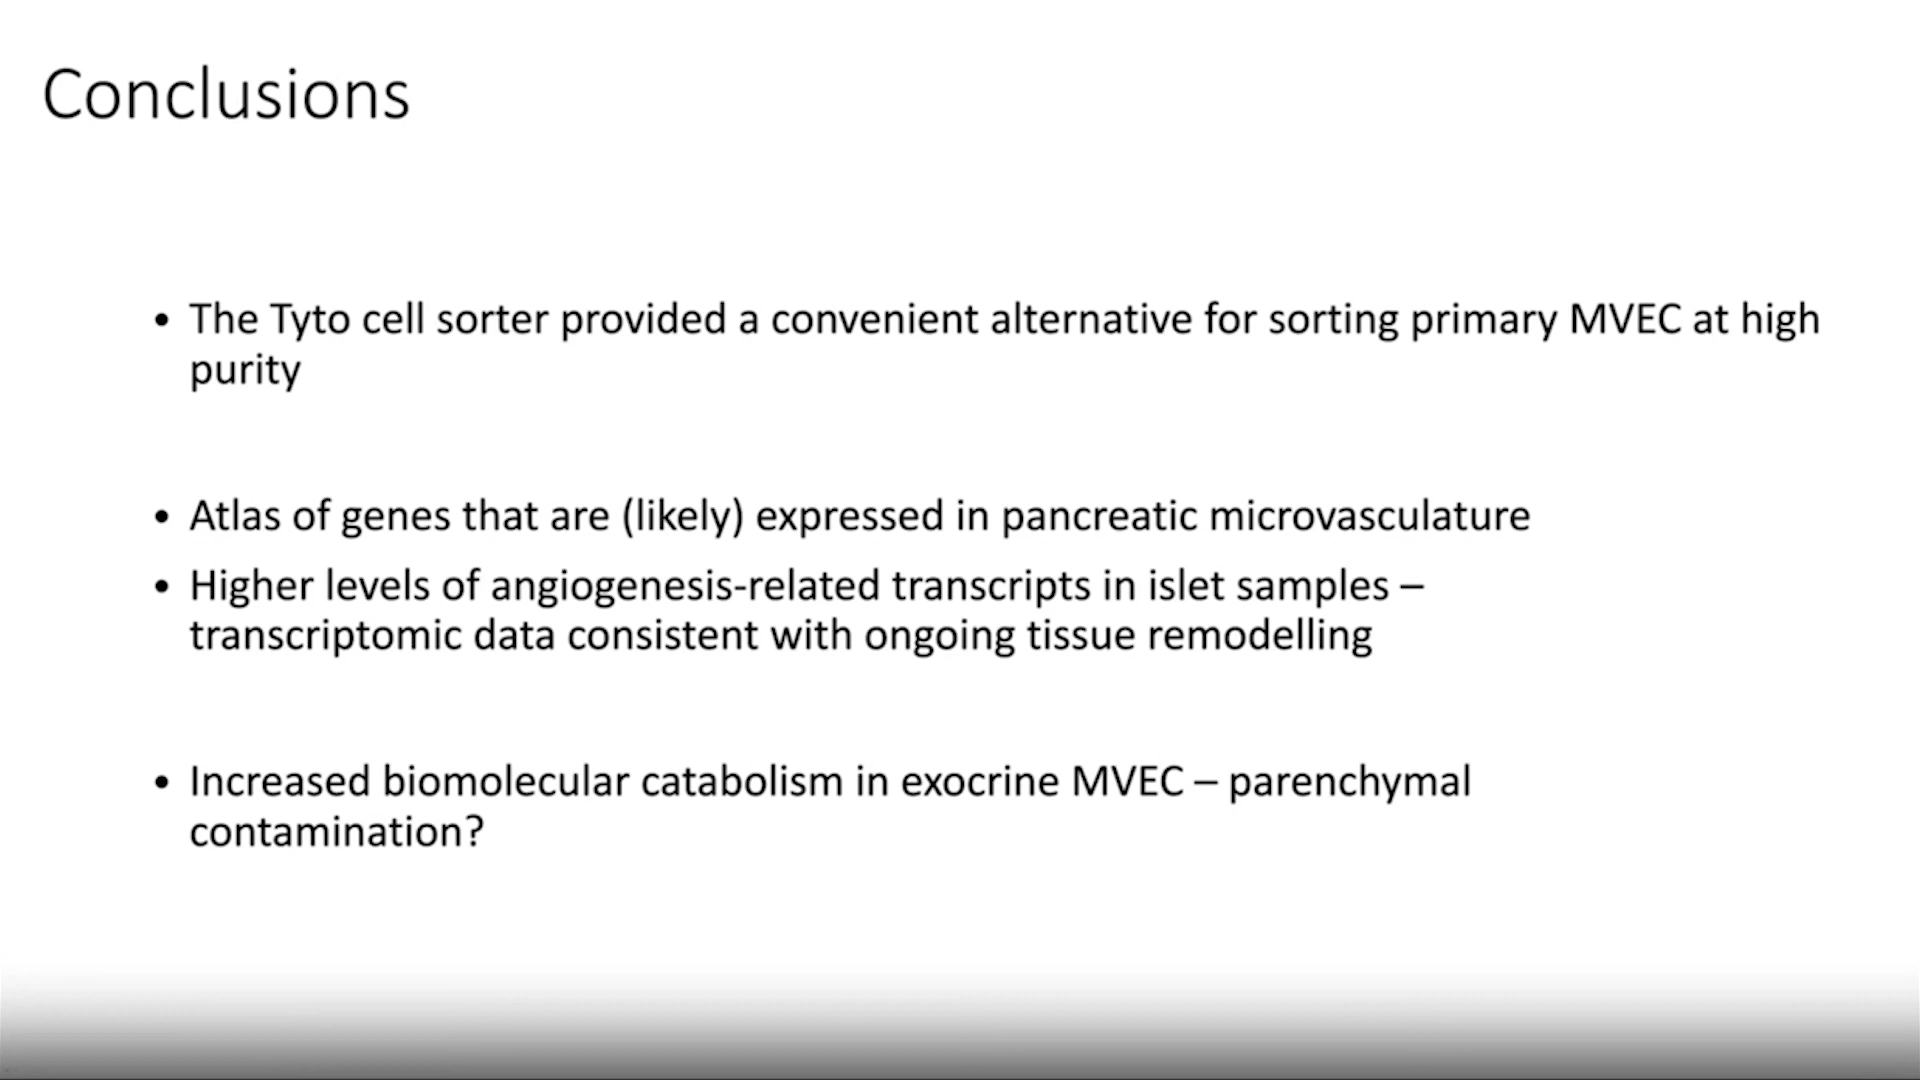 Conclusions
• The Tyto cell sorter provided a convenient alternative for sorting primary MVEC at high
purity
• Atlas of genes that are (likely) expressed in pancreatic microvasculature
• Higher levels of angiogenesis-related transcripts in islet samples –
transcriptomic data consistent with ongoing tissue remodelling
• Increased biomolecular catabolism in exocrine MVEC – parenchymal
contamination?